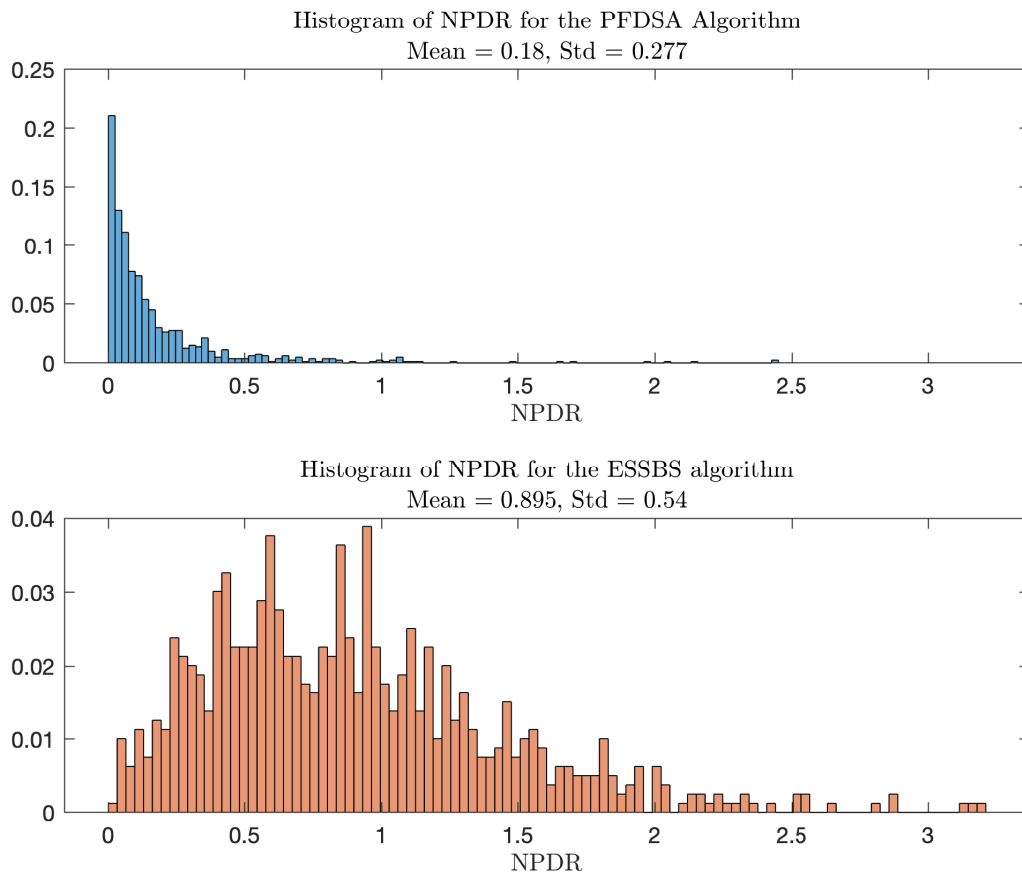 Histogram of NPDR for the PFDSA Algorithm
Mean = 0.18, Std = 0.277
0.25
0.2
0.15
0.1
0.05
0
0 0.5 1 1.5 2 2.5 3
NPDR
Histogram of NPDR for the ESSBS algorithm
Mean = 0.895, Std = 0.54
0.04
0.03
0.02
0.01
0
0 0.5 1 1.5 2 2.5 3
NPDR